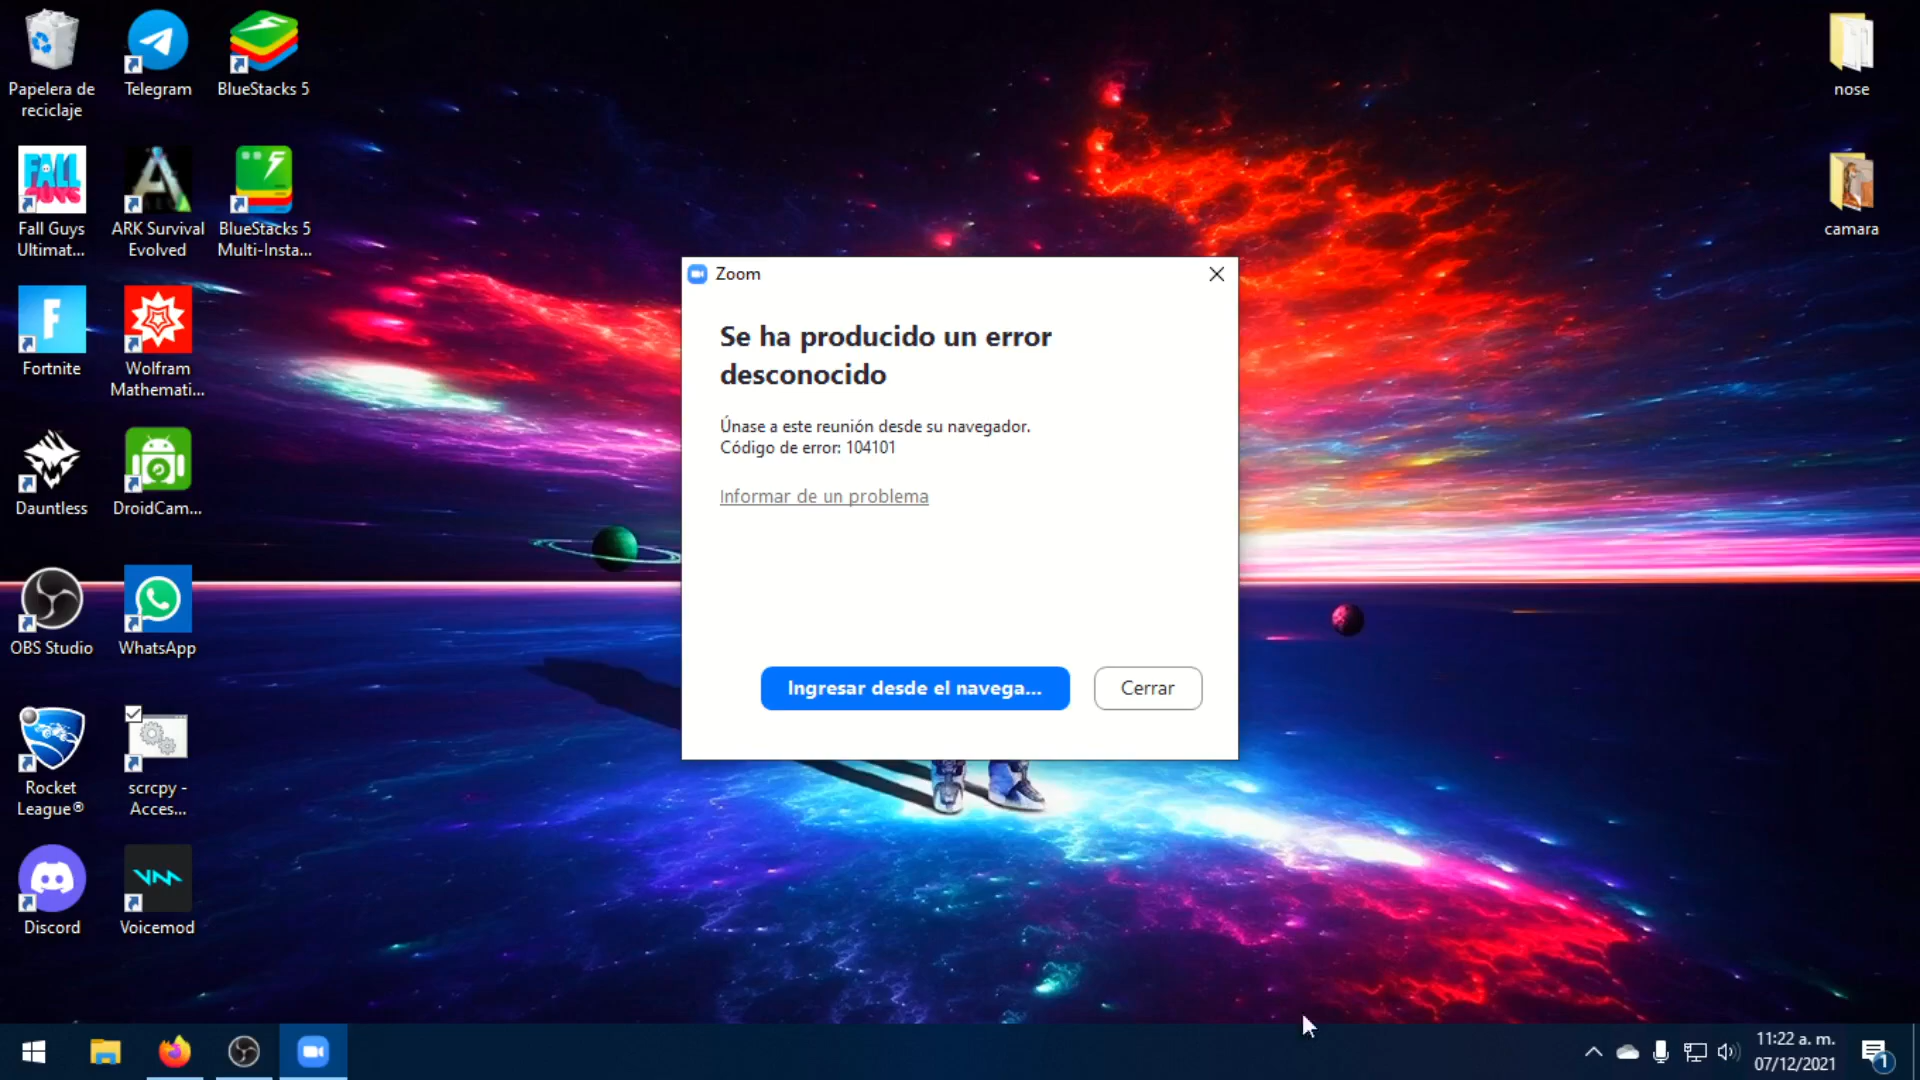 Papelera de
reciclaje
Telegram
BlueStacks 5
FALL
GUYS
Fall Guys
Ultimat...
ARK Survival
Evolved
BlueStacks 5
Multi-Insta...
Fortnite
Wolfram
Mathemati...
Dauntless
DroidCam...
OBS Studio
WhatsApp
Rocket
League®
scrcpy -
Acces...
Discord
Voicemod
nose
camara
Zoom
Se ha producido un error
desconocido
Únase a este reunión desde su navegador.
Código de error: 104101
Informar de un problema
Ingresar desde el navega...
Cerrar
11:22 a. m.
07/12/2021
1